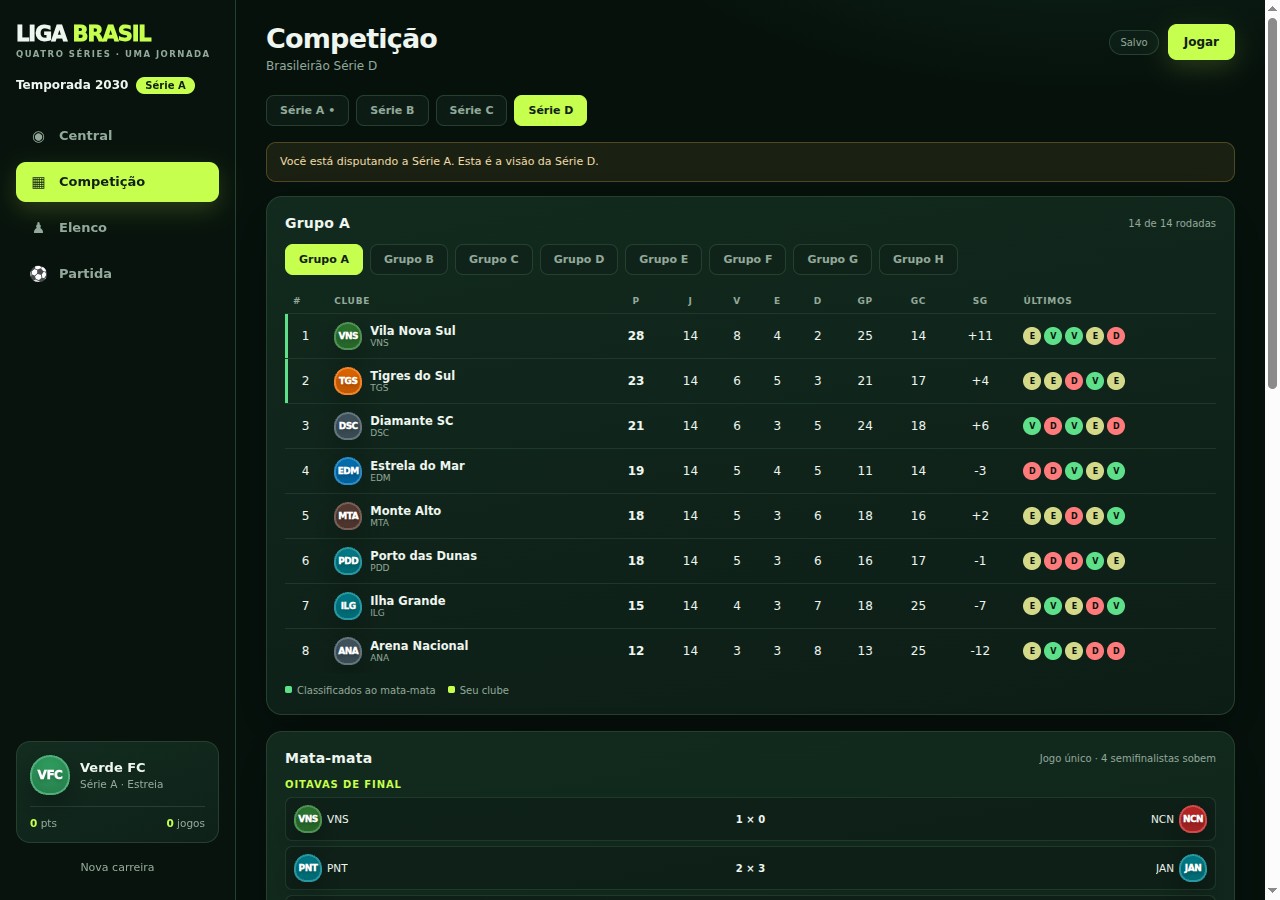 LIGA BRASIL
QUATRO SÉRIES · UMA JORNADA
Temporada 2030 Série A
Central
Competição
Elenco
Partida
VFC Verde FC
Série A · Estreia
0 pts 0 jogos
Nova carreira
Competição
Brasileirão Série D
Salvo Jogar
Série A • Série B Série C Série D
Você está disputando a Série A. Esta é a visão da Série D.
Grupo A 14 de 14 rodadas
Grupo A Grupo B Grupo C Grupo D Grupo E Grupo F Grupo G Grupo H
# CLUBE P J V E D GP GC SG ÚLTIMOS
1 VNS Vila Nova Sul 28 14 8 4 2 25 14 +11 E V V E D
VNS
2 TGS Tigres do Sul 23 14 6 5 3 21 17 +4 E E D V E
TGS
3 DSC Diamante SC 21 14 6 3 5 24 18 +6 V D V E D
DSC
4 EDM Estrela do Mar 19 14 5 4 5 11 14 -3 D D V E V
EDM
5 MTA Monte Alto 18 14 5 3 6 18 16 +2 E E D E V
MTA
6 PDD Porto das Dunas 18 14 5 3 6 16 17 -1 E D D V E
PDD
7 ILG Ilha Grande 15 14 4 3 7 18 25 -7 E V E D V
ILG
8 ANA Arena Nacional 12 14 3 3 8 13 25 -12 E V E D D
ANA
Classificados ao mata-mata Seu clube
Mata-mata Jogo único · 4 semifinalistas sobem
OITAVAS DE FINAL
VNS VNS 1 × 0 NCN NCN
PNT PNT 2 × 3 JAN JAN